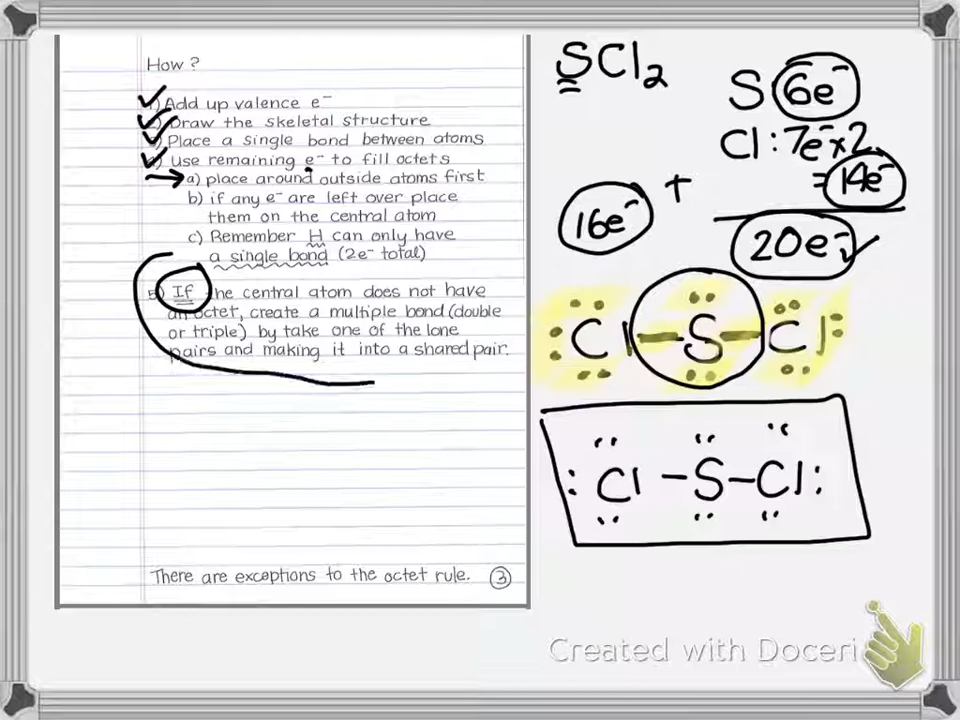 How ?
1) Add up valence e⁻
2) Draw the skeletal structure
3) Place a single bond between atoms
4) Use remaining e⁻ to fill octets
a) place around outside atoms first
b) if any e⁻ are left over place
them on the central atom
c) Remember H can only have
a single bond (2e⁻ total)
5) If the central atom does not have
an octet, create a multiple bond (double
or triple) by take one of the lone
pairs and making it into a shared pair.
There are exceptions to the octet rule. ③
SCl₂
S 6e⁻
Cl : 7e⁻ x 2
= 14e⁻
+
16e⁻
20e⁻ ✓
Cl — S — Cl
Cl — S — Cl
Created with Doceri